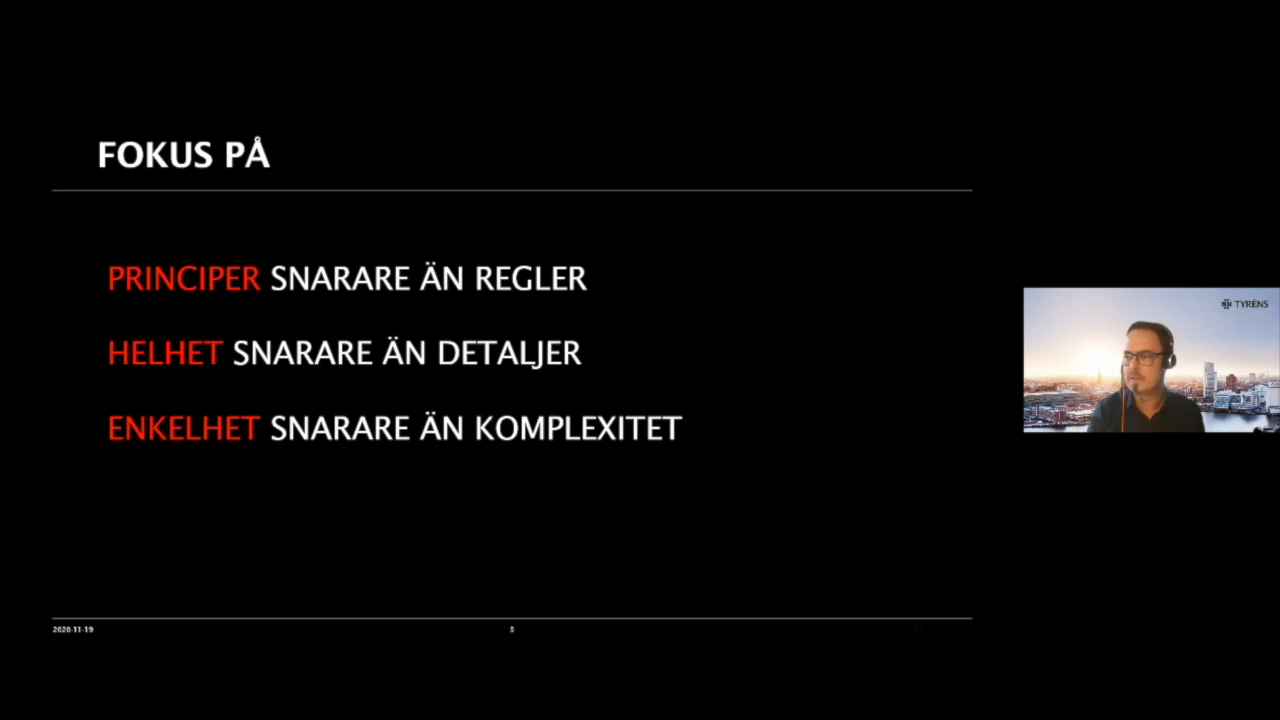 FOKUS PÅ
PRINCIPER SNARARE ÄN REGLER
HELHET SNARARE ÄN DETALJER
ENKELHET SNARARE ÄN KOMPLEXITET
TYRÉNS
2020-11-19
3